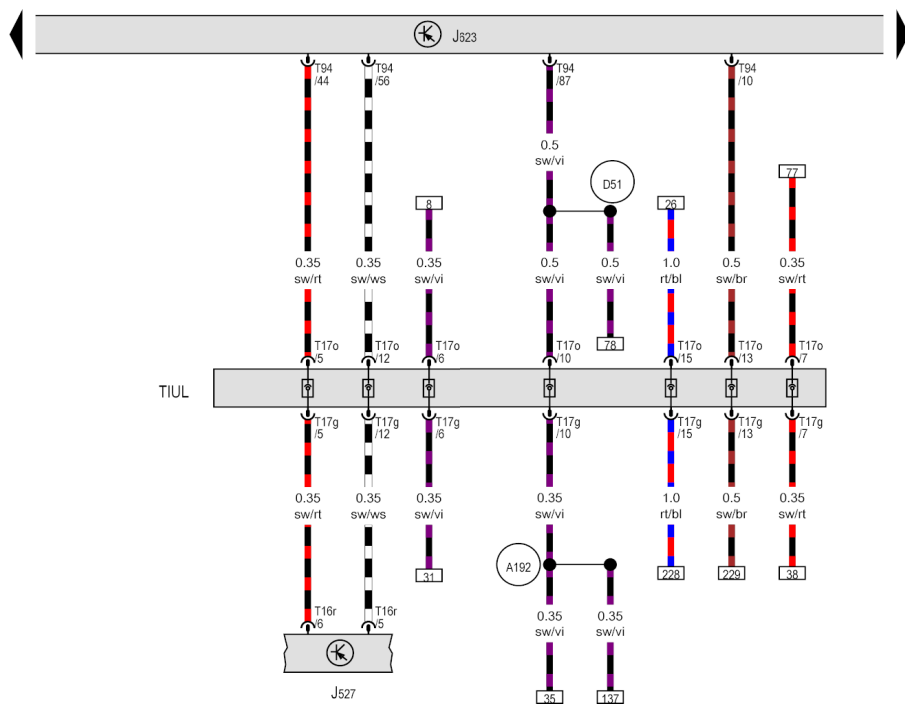 J623
T94 /44
T94 /56
T94 /87
T94 /10
0.5 sw/vi
D51
77
8
26
0.35 sw/rt
0.35 sw/ws
0.35 sw/vi
0.5 sw/vi
0.5 sw/vi
1.0 rt/bl
0.5 sw/br
0.35 sw/rt
78
T17o /5
T17o /12
T17o /6
T17o /10
T17o /15
T17o /13
T17o /7
TIUL
T17g /5
T17g /12
T17g /6
T17g /10
T17g /15
T17g /13
T17g /7
0.35 sw/rt
0.35 sw/ws
0.35 sw/vi
0.35 sw/vi
1.0 rt/bl
0.5 sw/br
0.35 sw/rt
A192
31
228
229
38
T16r /6
T16r /5
0.35 sw/vi
0.35 sw/vi
J527
35
137